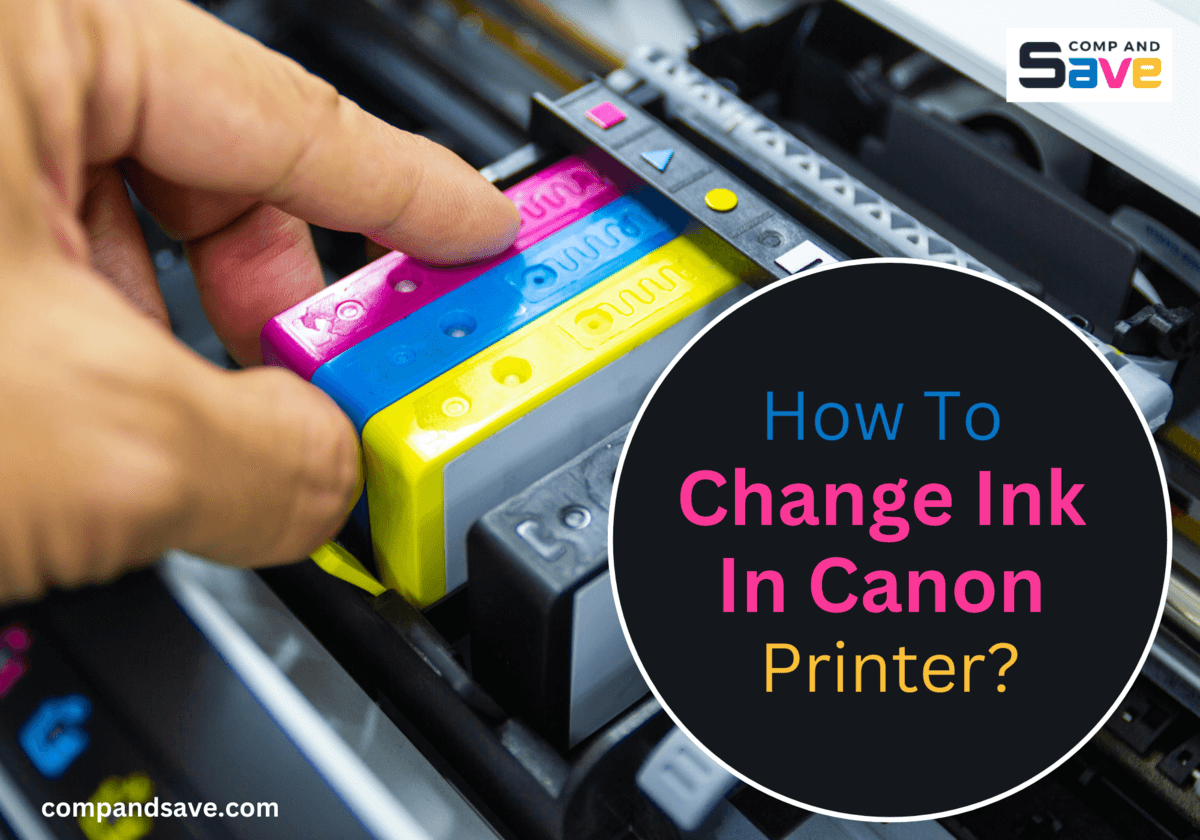 COMP AND
Save
How To
Change Ink
In Canon
Printer?
compandsave.com